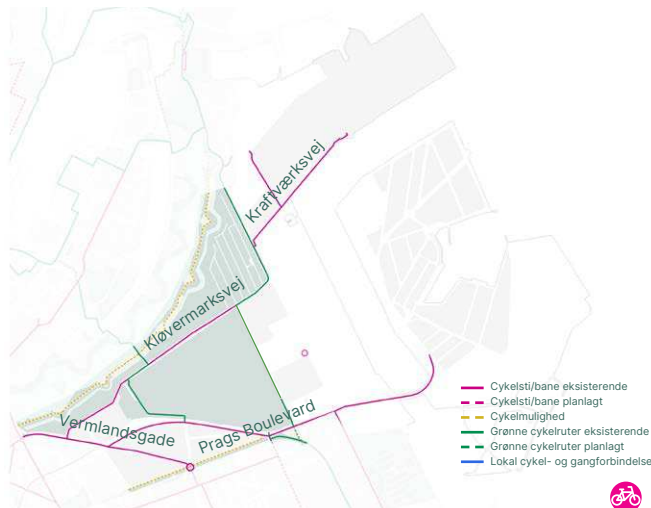 Kraftværksvej
Kløvermarksvej
Vermlandsgade
Prags Boulevard
Cykelsti/bane eksisterende
Cykelsti/bane planlagt
Cykelmulighed
Grønne cykelruter eksisterende
Grønne cykelruter planlagt
Lokal cykel- og gangforbindelse